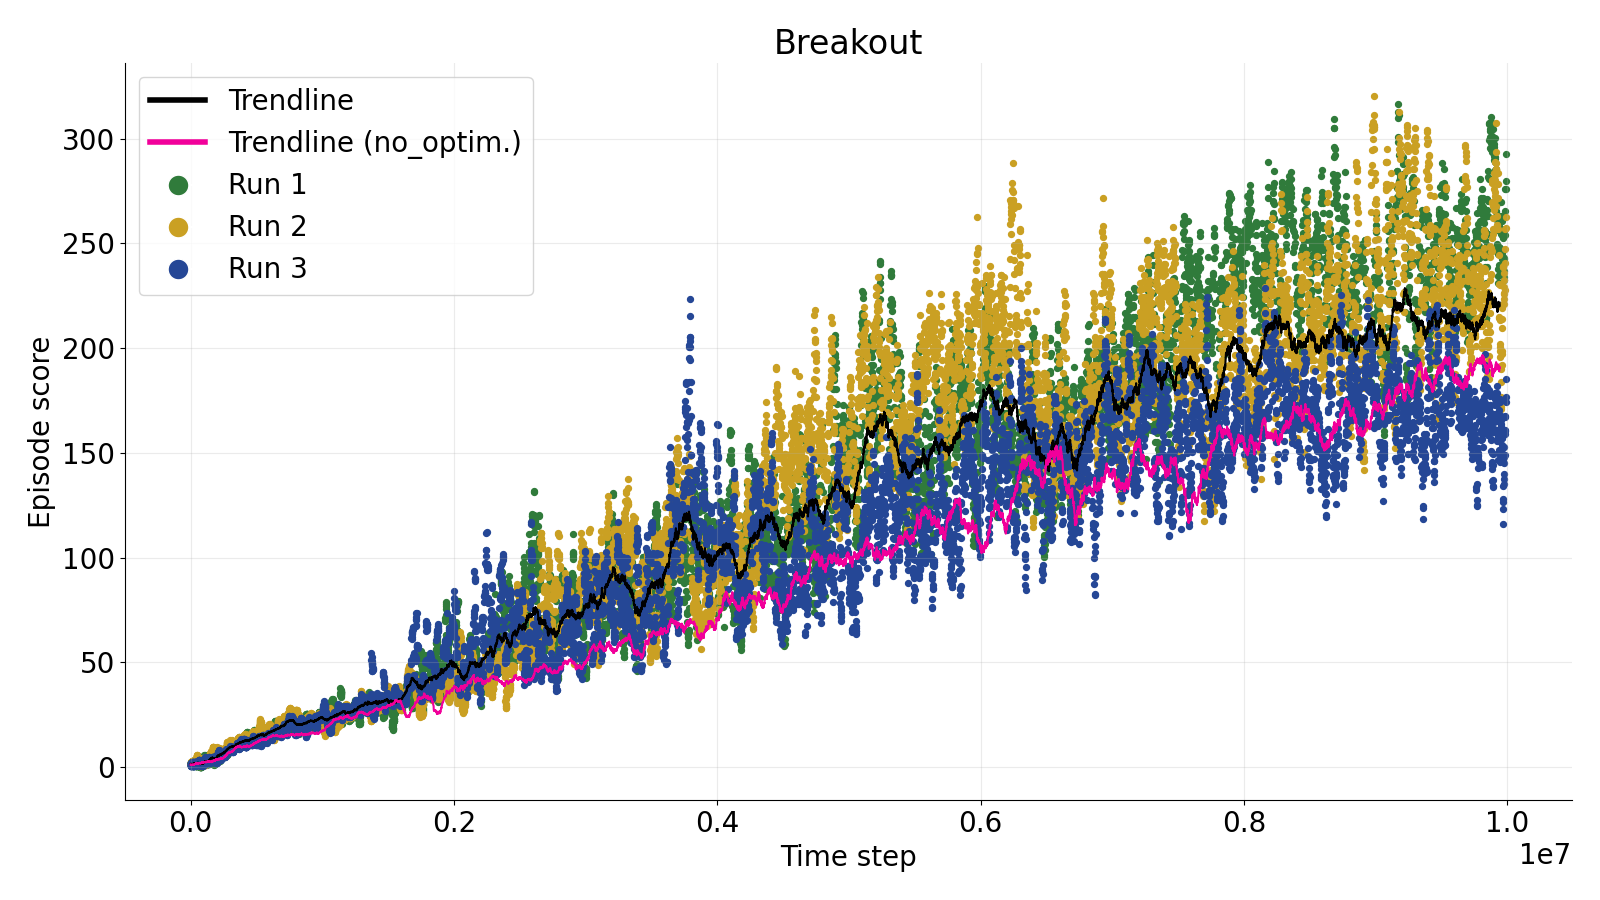 Breakout
Trendline
Trendline (no_optim.)
Run 1
Run 2
Run 3
Episode score
300
250
200
150
100
50
0
0.0 0.2 0.4 0.6 0.8 1.0
1e7
Time step